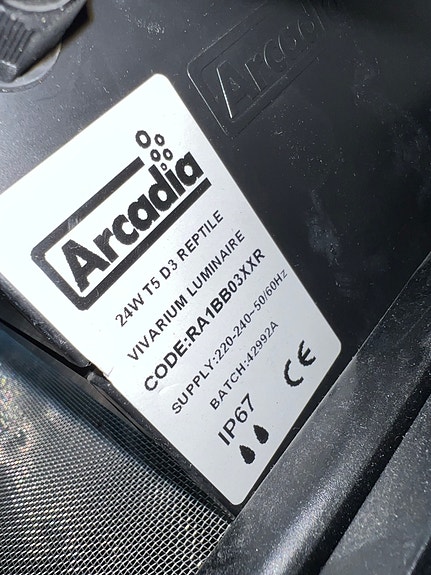 Arcadia
Arcadia
24W T5 D3 REPTILE
VIVARIUM LUMINAIRE
CODE:RA1BB03XXR
SUPPLY:220-240~50/60Hz
BATCH:42992A
IP67
CE